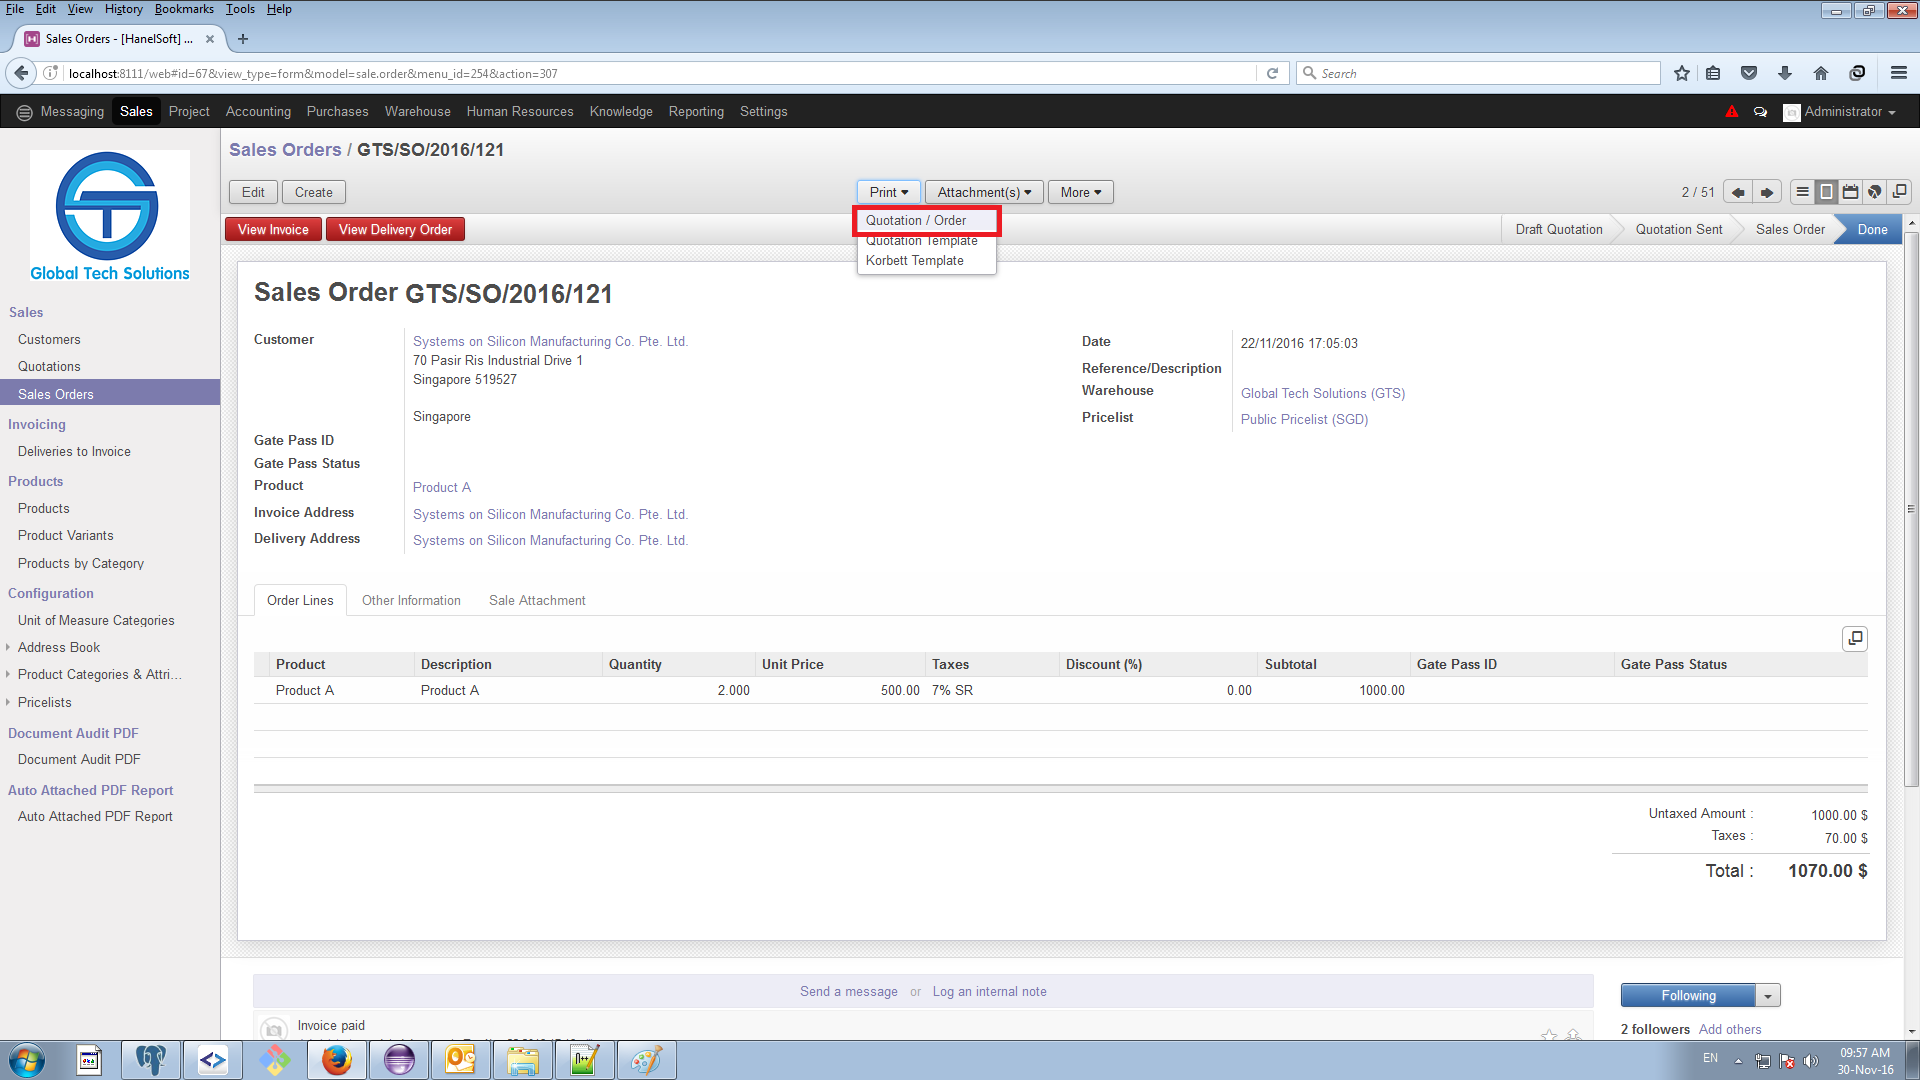 File Edit View History Bookmarks Tools Help
Sales Orders - [HanelSoft] ...
localhost:8111/web#id=67&view_type=form&model=sale.order&menu_id=254&action=307
Search
Messaging Sales Project Accounting Purchases Warehouse Human Resources Knowledge Reporting Settings Administrator
Global Tech Solutions
Sales Orders / GTS/SO/2016/121
Edit Create Print Attachment(s) More 2 / 51
View Invoice View Delivery Order
Quotation / Order
Quotation Template
Korbett Template
Draft Quotation Quotation Sent Sales Order Done
Sales
Customers
Quotations
Sales Orders
Invoicing
Deliveries to Invoice
Products
Products
Product Variants
Products by Category
Configuration
Unit of Measure Categories
Address Book
Product Categories & Attri...
Pricelists
Document Audit PDF
Document Audit PDF
Auto Attached PDF Report
Auto Attached PDF Report
Sales Order GTS/SO/2016/121
Customer Systems on Silicon Manufacturing Co. Pte. Ltd.
70 Pasir Ris Industrial Drive 1
Singapore 519527
Singapore
Gate Pass ID
Gate Pass Status
Product Product A
Invoice Address Systems on Silicon Manufacturing Co. Pte. Ltd.
Delivery Address Systems on Silicon Manufacturing Co. Pte. Ltd.
Date 22/11/2016 17:05:03
Reference/Description
Warehouse Global Tech Solutions (GTS)
Pricelist Public Pricelist (SGD)
Order Lines Other Information Sale Attachment
Product Description Quantity Unit Price Taxes Discount (%) Subtotal Gate Pass ID Gate Pass Status
Product A Product A 2.000 500.00 7% SR 0.00 1000.00
Untaxed Amount : 1000.00 $
Taxes : 70.00 $
Total : 1070.00 $
Send a message or Log an internal note
Following
Invoice paid
2 followers Add others
EN
09:57 AM
30-Nov-16